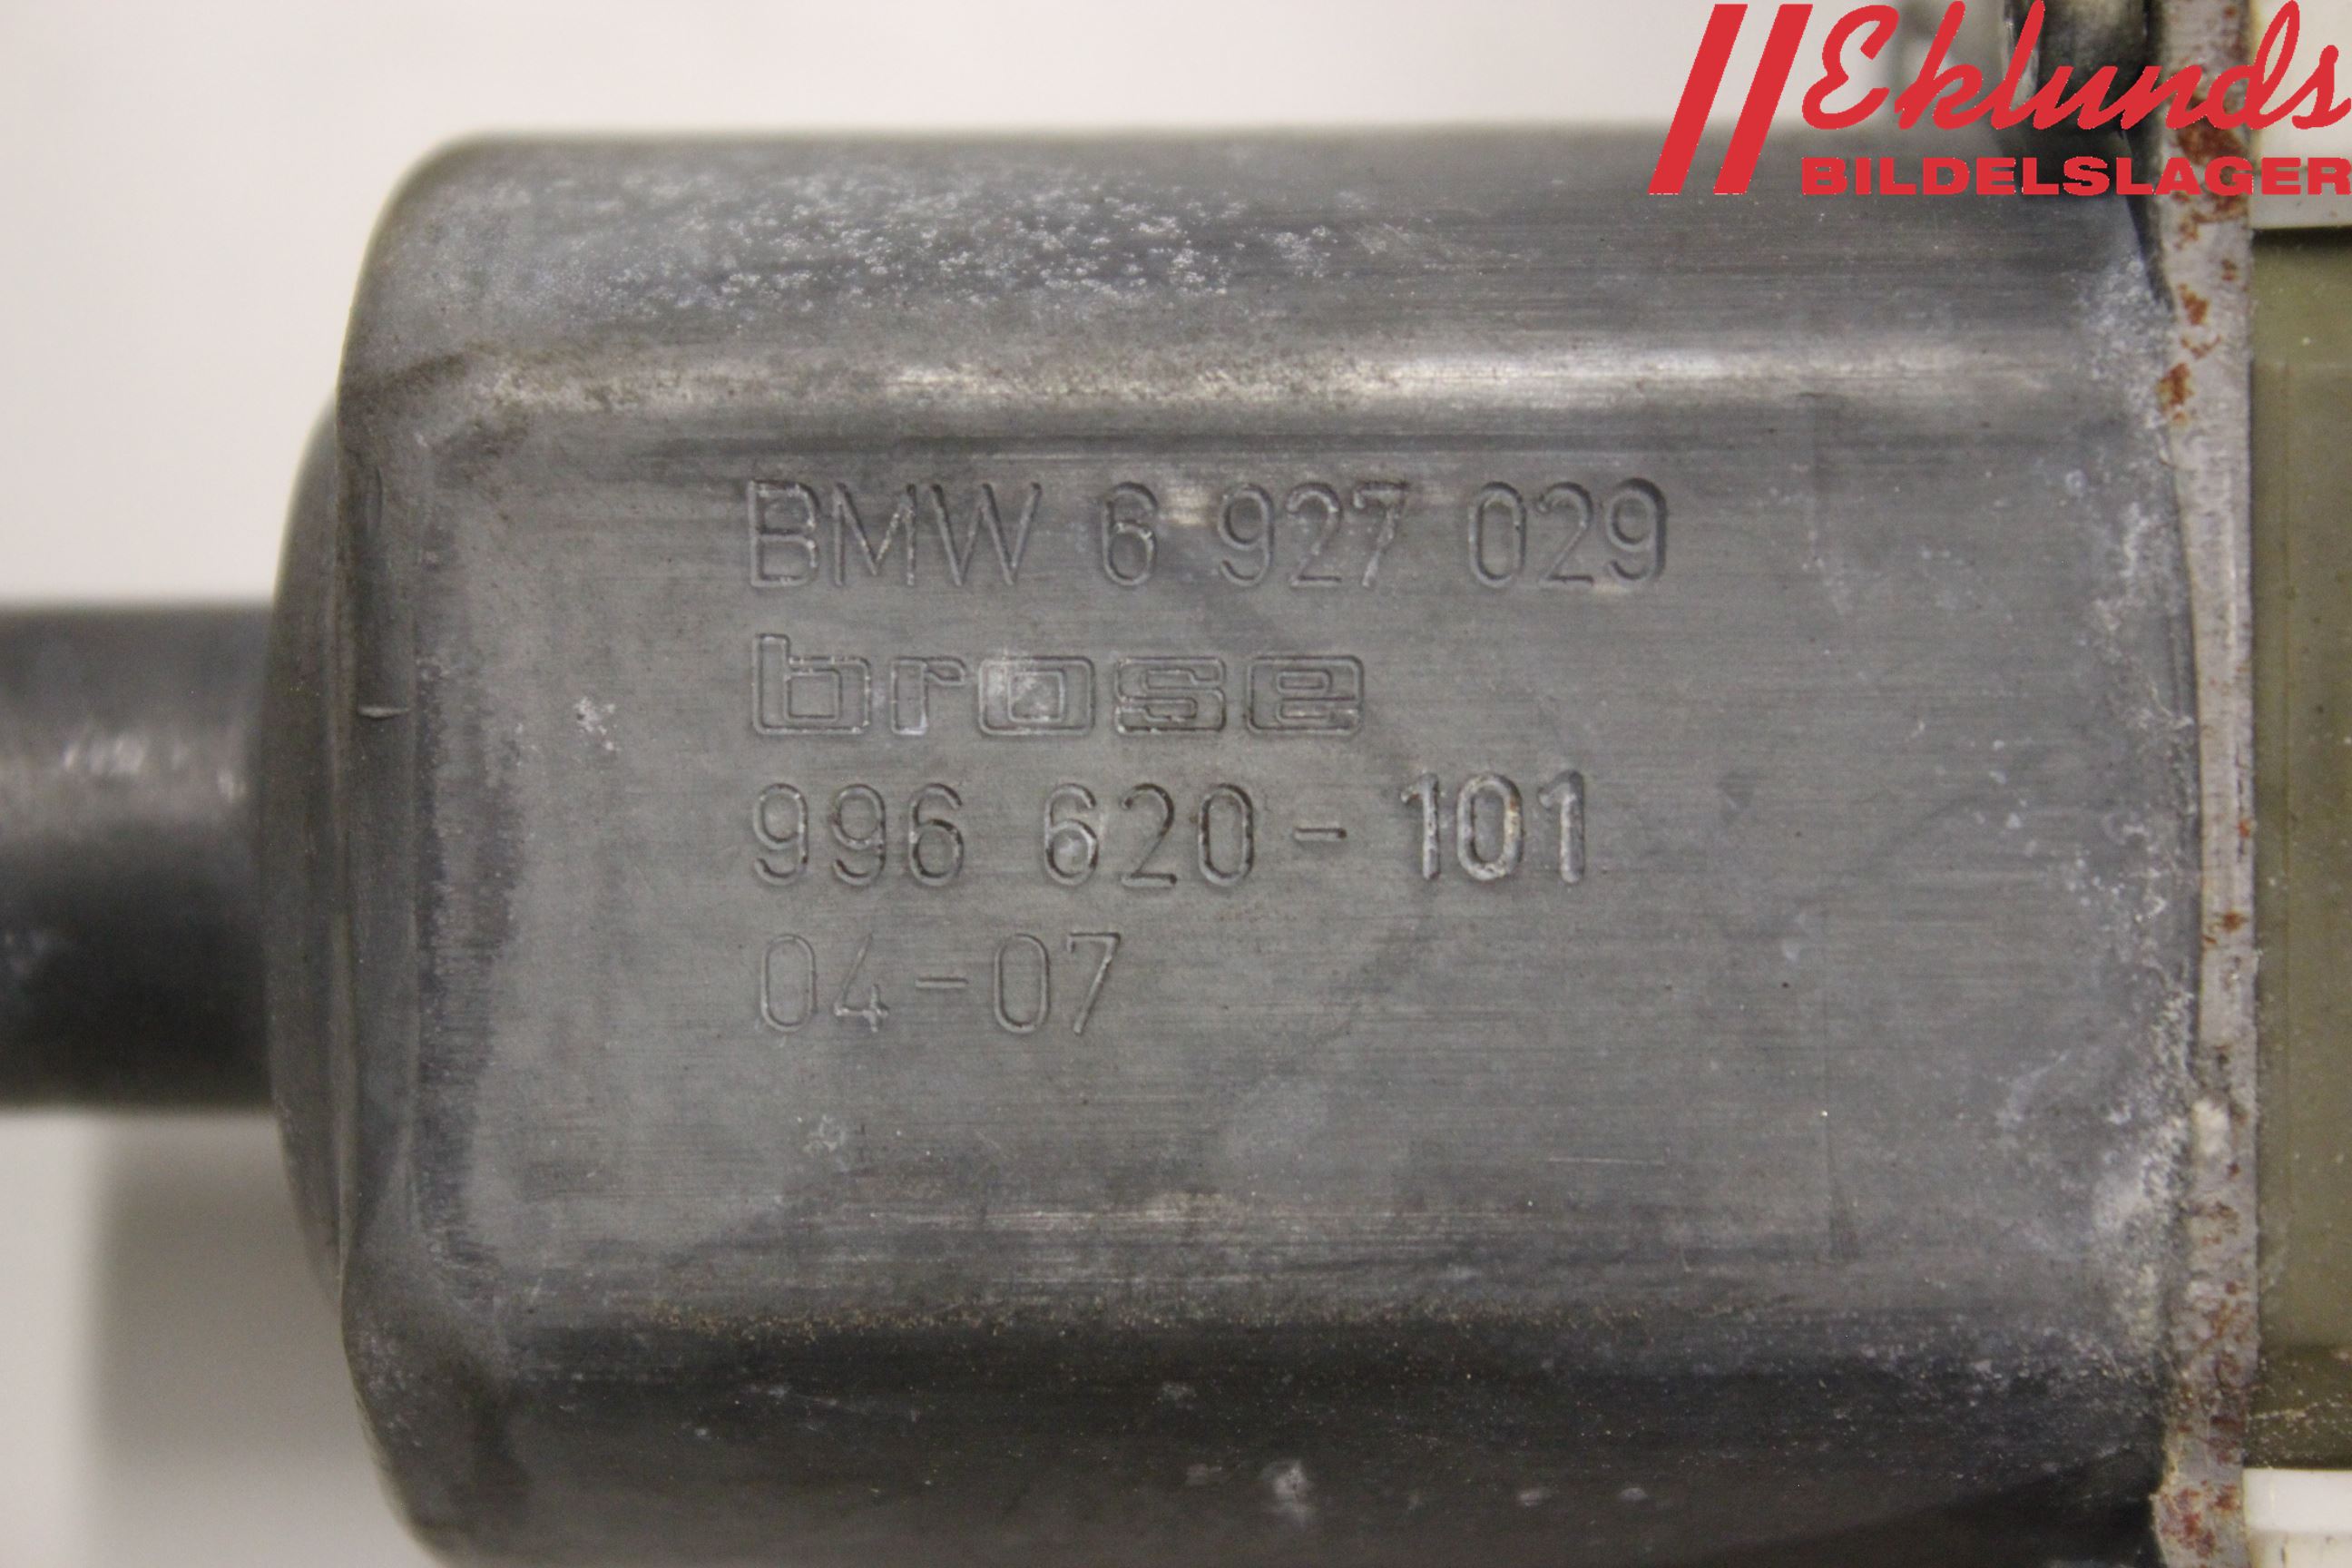 Eklunds
BILDELSLAGER
BMW 6 927 029
brose
996 620-101
04-07